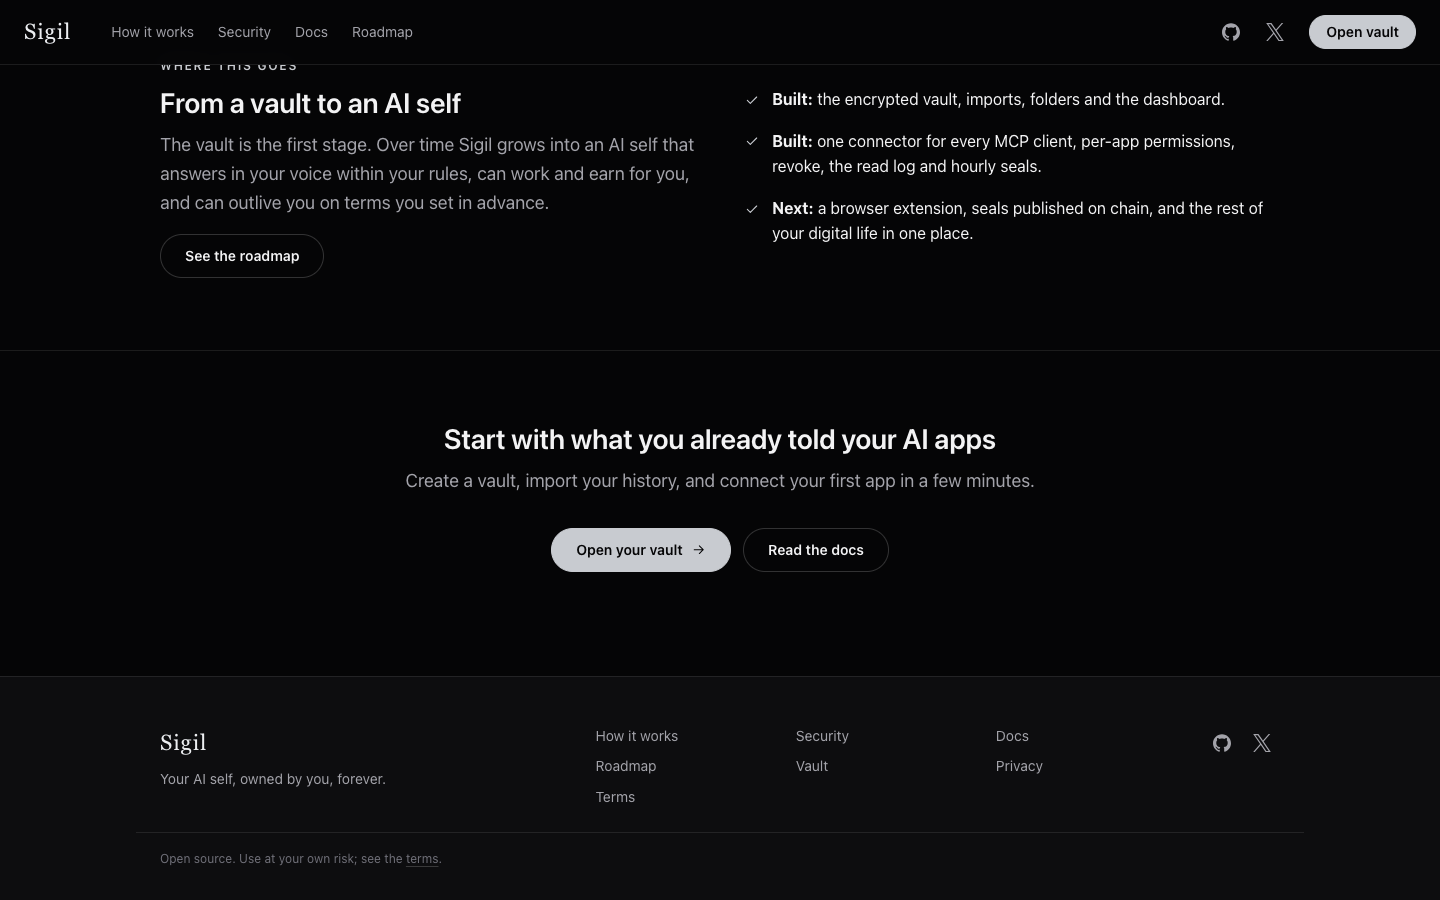 Sigil
How it works
Security
Docs
Roadmap
Open vault
WHERE THIS GOES
From a vault to an AI self
The vault is the first stage. Over time Sigil grows into an AI self that
answers in your voice within your rules, can work and earn for you,
and can outlive you on terms you set in advance.
See the roadmap
Built: the encrypted vault, imports, folders and the dashboard.
Built: one connector for every MCP client, per-app permissions,
revoke, the read log and hourly seals.
Next: a browser extension, seals published on chain, and the rest of
your digital life in one place.
Start with what you already told your AI apps
Create a vault, import your history, and connect your first app in a few minutes.
Open your vault →
Read the docs
Sigil
Your AI self, owned by you, forever.
How it works
Security
Docs
Roadmap
Vault
Privacy
Terms
Open source. Use at your own risk; see the terms.